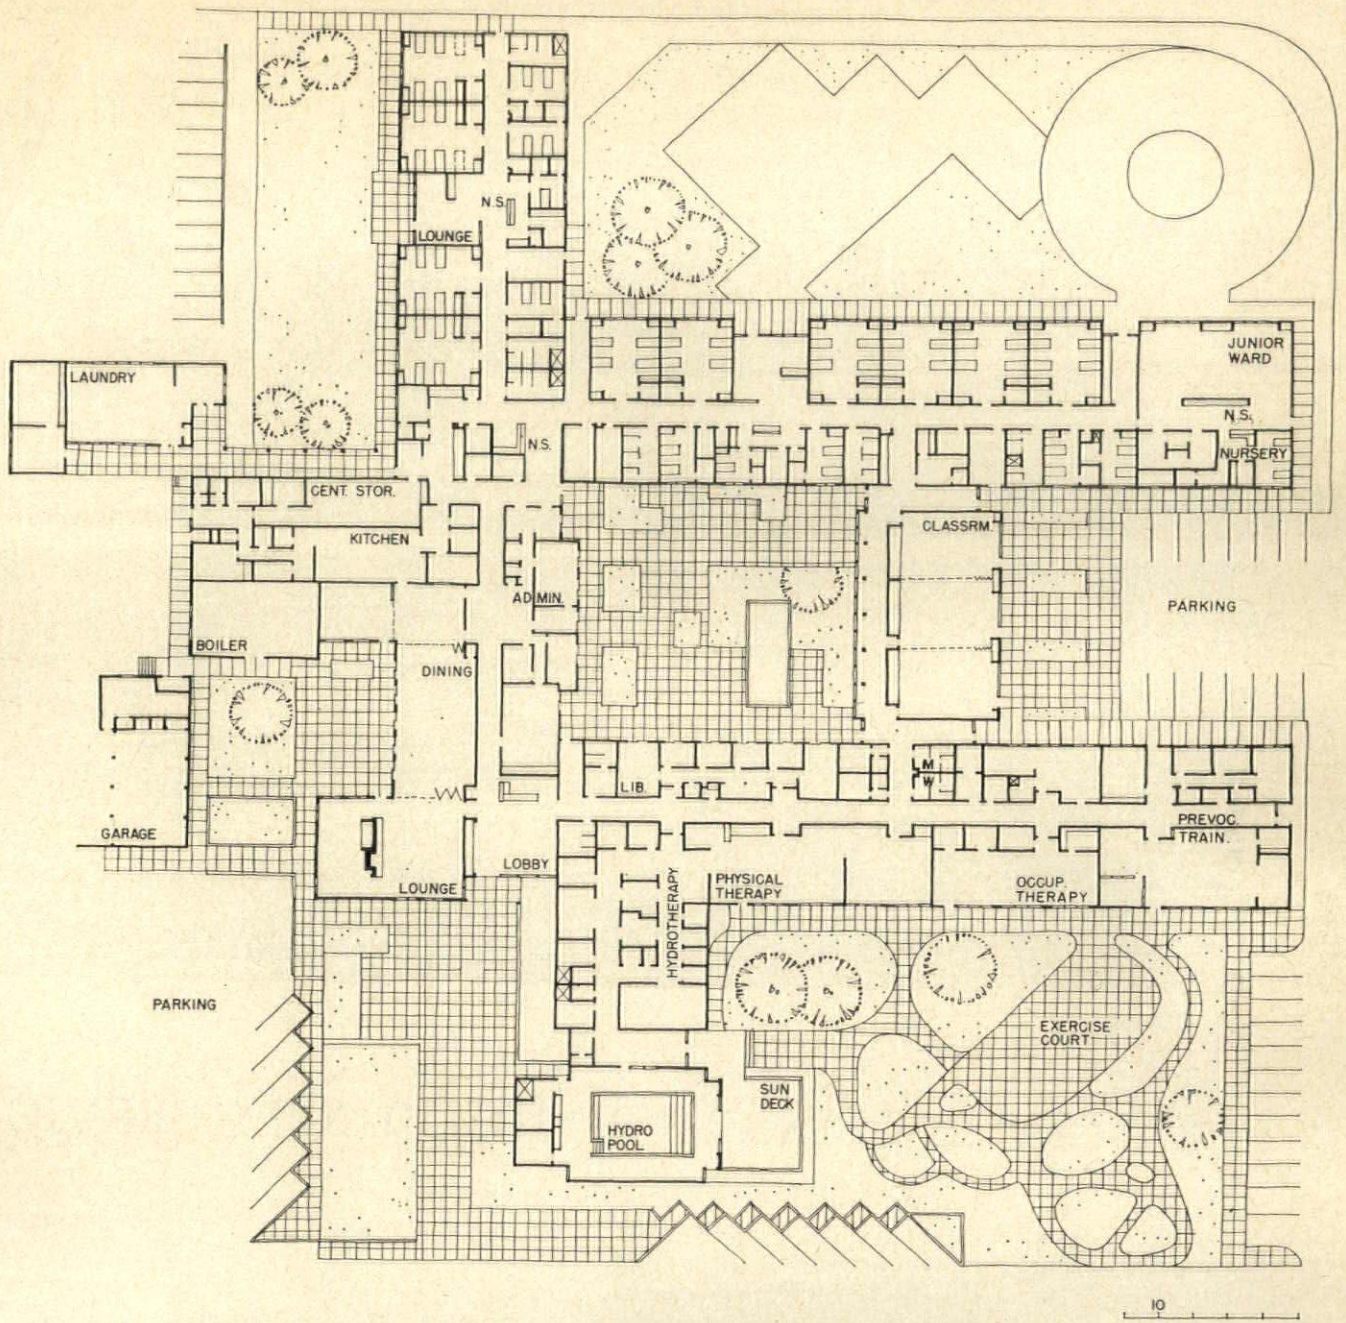 N.S.
LOUNGE
JUNIOR
WARD
LAUNDRY
N.S.
N.S.
NURSERY
CENT. STOR.
CLASSRM.
KITCHEN
ADMIN.
PARKING
BOILER
W
DINING
M
W
LIB.
PREVOC.
TRAIN.
GARAGE
LOBBY
PHYSICAL
THERAPY
LOUNGE
OCCUP.
THERAPY
HYDROTHERAPY
PARKING
EXERCISE
COURT
SUN
DECK
HYDRO
POOL
10